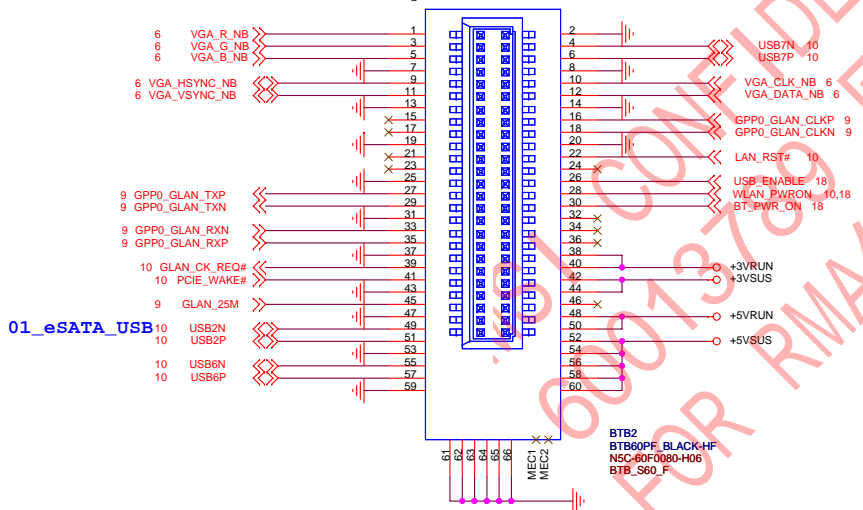 6 VGA_R_NB 1 2
6 VGA_G_NB 3 4 USB7N 10
6 VGA_B_NB 5 6 USB7P 10
7 8
6 VGA_HSYNC_NB 9 10 VGA_CLK_NB 6
6 VGA_VSYNC_NB 11 12 VGA_DATA_NB 6
13 14
15 16 GPP0_GLAN_CLKP 9
17 18 GPP0_GLAN_CLKN 9
19 20
21 22 LAN_RST# 10
23 24
25 26 USB_ENABLE 18
9 GPP0_GLAN_TXP 27 28 WLAN_PWRON 10,18
9 GPP0_GLAN_TXN 29 30 BT_PWR_ON 18
31 32
9 GPP0_GLAN_RXN 33 34
9 GPP0_GLAN_RXP 35 36
37 38
10 GLAN_CK_REQ# 39 40 +3VRUN
10 PCIE_WAKE# 41 42 +3VSUS
43 44
9 GLAN_25M 45 46
47 48 +5VRUN
01_eSATA_USB 10 USB2N 49 50
10 USB2P 51 52 +5VSUS
53 54
10 USB6N 55 56
10 USB6P 57 58
59 60
61 62 63 64 65 66 MEC1 MEC2
BTB2
BTB60PF_BLACK-HF
N5C-60F0080-H06
BTB_S60_F
MSI CONFIDE
60013789
FOR RMA